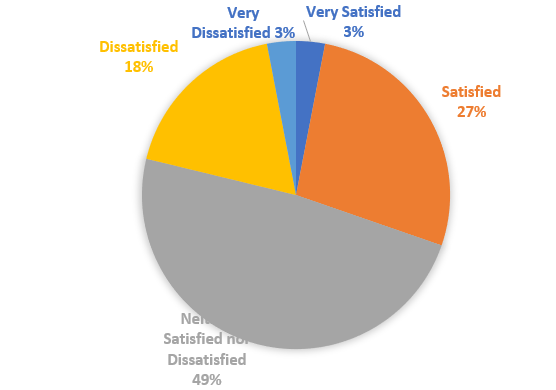 Very
Dissatisfied 3%
Very Satisfied
3%
Dissatisfied
18%
Satisfied
27%
Satisfied
Dissatisfied
49%